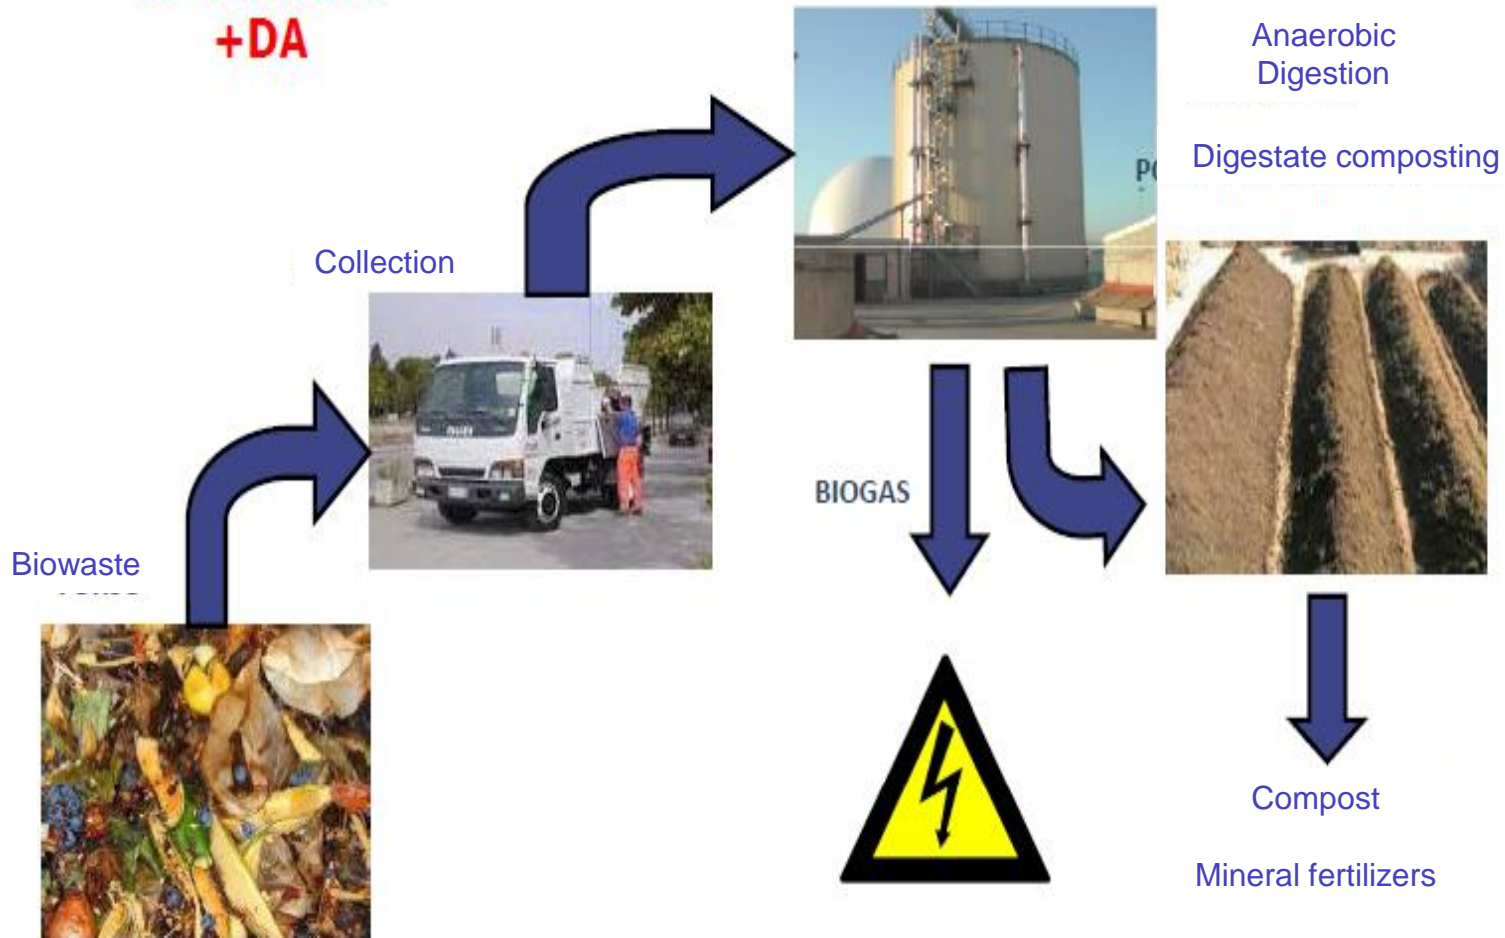 +DA
Anaerobic
Digestion
Digestate composting
Collection
BIOGAS
Biowaste
Compost
Mineral fertilizers